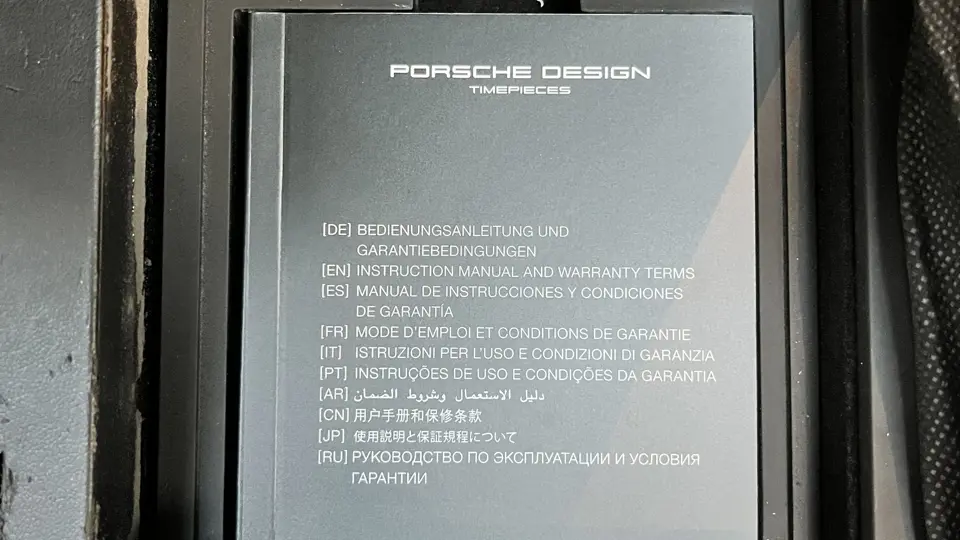 PORSCHE DESIGN
TIMEPIECES
[DE] BEDIENUNGSANLEITUNG UND
GARANTIEBEDINGUNGEN
[EN] INSTRUCTION MANUAL AND WARRANTY TERMS
[ES] MANUAL DE INSTRUCCIONES Y CONDICIONES
DE GARANTÍA
[FR] MODE D'EMPLOI ET CONDITIONS DE GARANTIE
[IT] ISTRUZIONI PER L'USO E CONDIZIONI DI GARANZIA
[PT] INSTRUÇÕES DE USO E CONDIÇÕES DA GARANTIA
[AR] دليل الاستعمال وشروط الضمان
[CN] 用户手册和保修条款
[JP] 使用説明と保証規程について
[RU] РУКОВОДСТВО ПО ЭКСПЛУАТАЦИИ И УСЛОВИЯ
ГАРАНТИИ